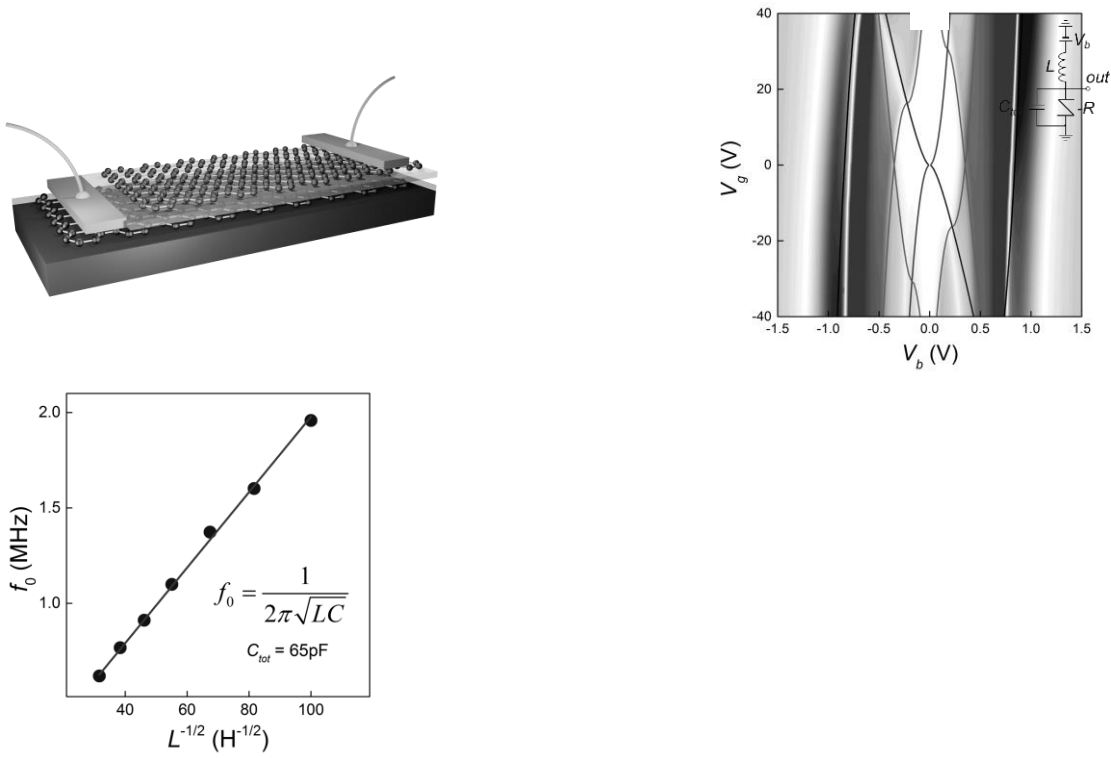 40
20
0
-20
-40
V_g (V)
-1.5 -1.0 -0.5 0.0 0.5 1.0 1.5
V_b (V)
V_b
L
out
-R
2.0
1.5
1.0
f_0 (MHz)
f_0 = 1 / 2π√LC
C_tot = 65pF
40 60 80 100
L^-1/2 (H^-1/2)